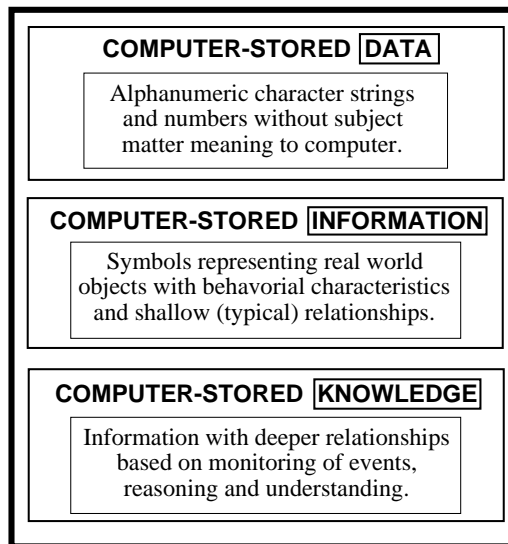 COMPUTER-STORED DATA
Alphanumeric character strings
and numbers without subject
matter meaning to computer.
COMPUTER-STORED INFORMATION
Symbols representing real world
objects with behavorial characteristics
and shallow (typical) relationships.
COMPUTER-STORED KNOWLEDGE
Information with deeper relationships
based on monitoring of events,
reasoning and understanding.